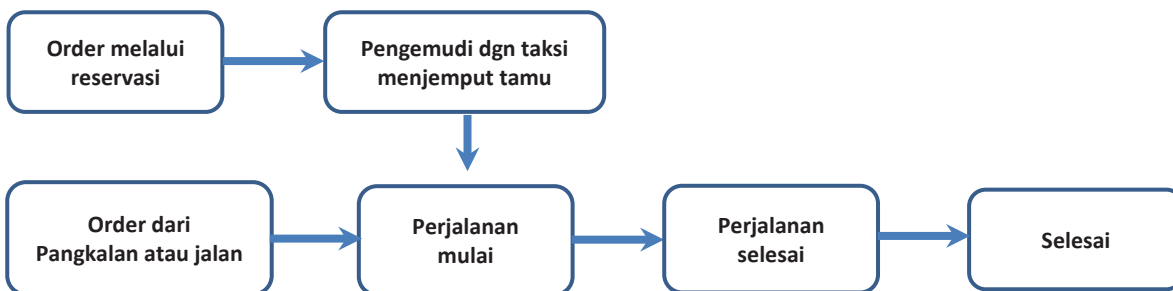 Order melalui
reservasi
Pengemudi dgn taksi
menjemput tamu
Order dari
Pangkalan atau jalan
Perjalanan
mulai
Perjalanan
selesai
Selesai